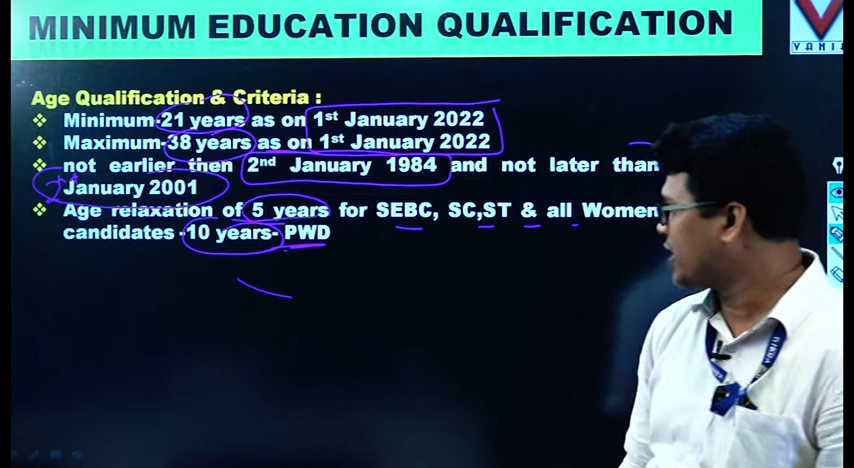 MINIMUM EDUCATION QUALIFICATION
VANI
Age Qualification & Criteria :
❖ Minimum-21 years as on 1st January 2022
❖ Maximum-38 years as on 1st January 2022
❖ not earlier then 2nd January 1984 and not later than
January 2001
❖ Age relaxation of 5 years for SEBC, SC,ST & all Women
candidates -10 years- PWD